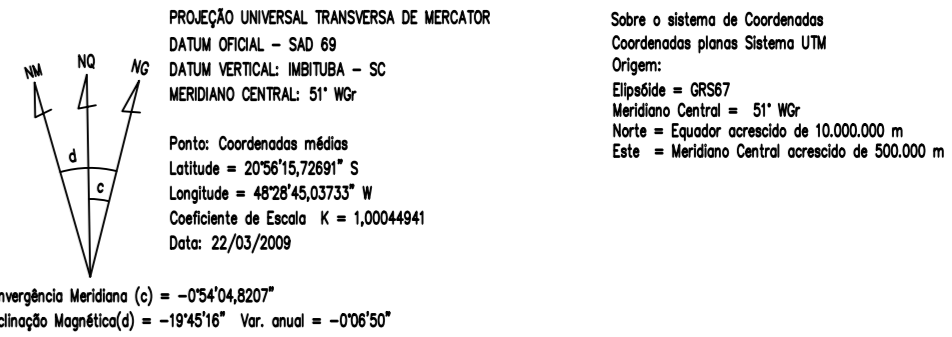 PROJEÇÃO UNIVERSAL TRANSVERSA DE MERCATOR
DATUM OFICIAL – SAD 69
DATUM VERTICAL: IMBITUBA – SC
MERIDIANO CENTRAL: 51° WGr
NM NQ NG
d
c
Ponto: Coordenadas médias
Latitude = 20°56'15,72691" S
Longitude = 48°28'45,03733" W
Coeficiente de Escala K = 1,00044941
Data: 22/03/2009
nvergência Meridiana (c) = –0°54'04,8207"
clinação Magnética(d) = –19°45'16" Var. anual = –0°06'50"
Sobre o sistema de Coordenadas
Coordenadas planas Sistema UTM
Origem:
Elipsóide = GRS67
Meridiano Central = 51° WGr
Norte = Equador acrescido de 10.000.000 m
Este = Meridiano Central acrescido de 500.000 m